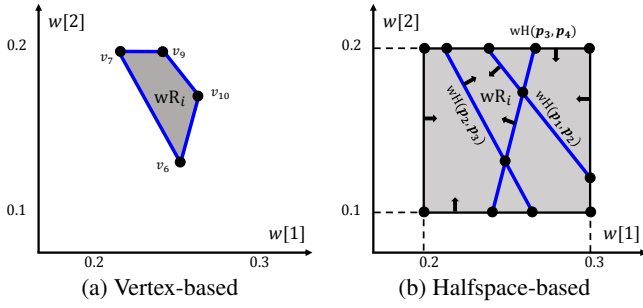 w[2]
0.2
0.1
v7
v9
v10
v6
wRi
w[1]
0.2
0.3
(a) Vertex-based
w[2]
0.2
0.1
wH(p3, p4)
wH(p2, p3)
wRi
wH(p1, p2)
w[1]
0.2
0.3
(b) Halfspace-based